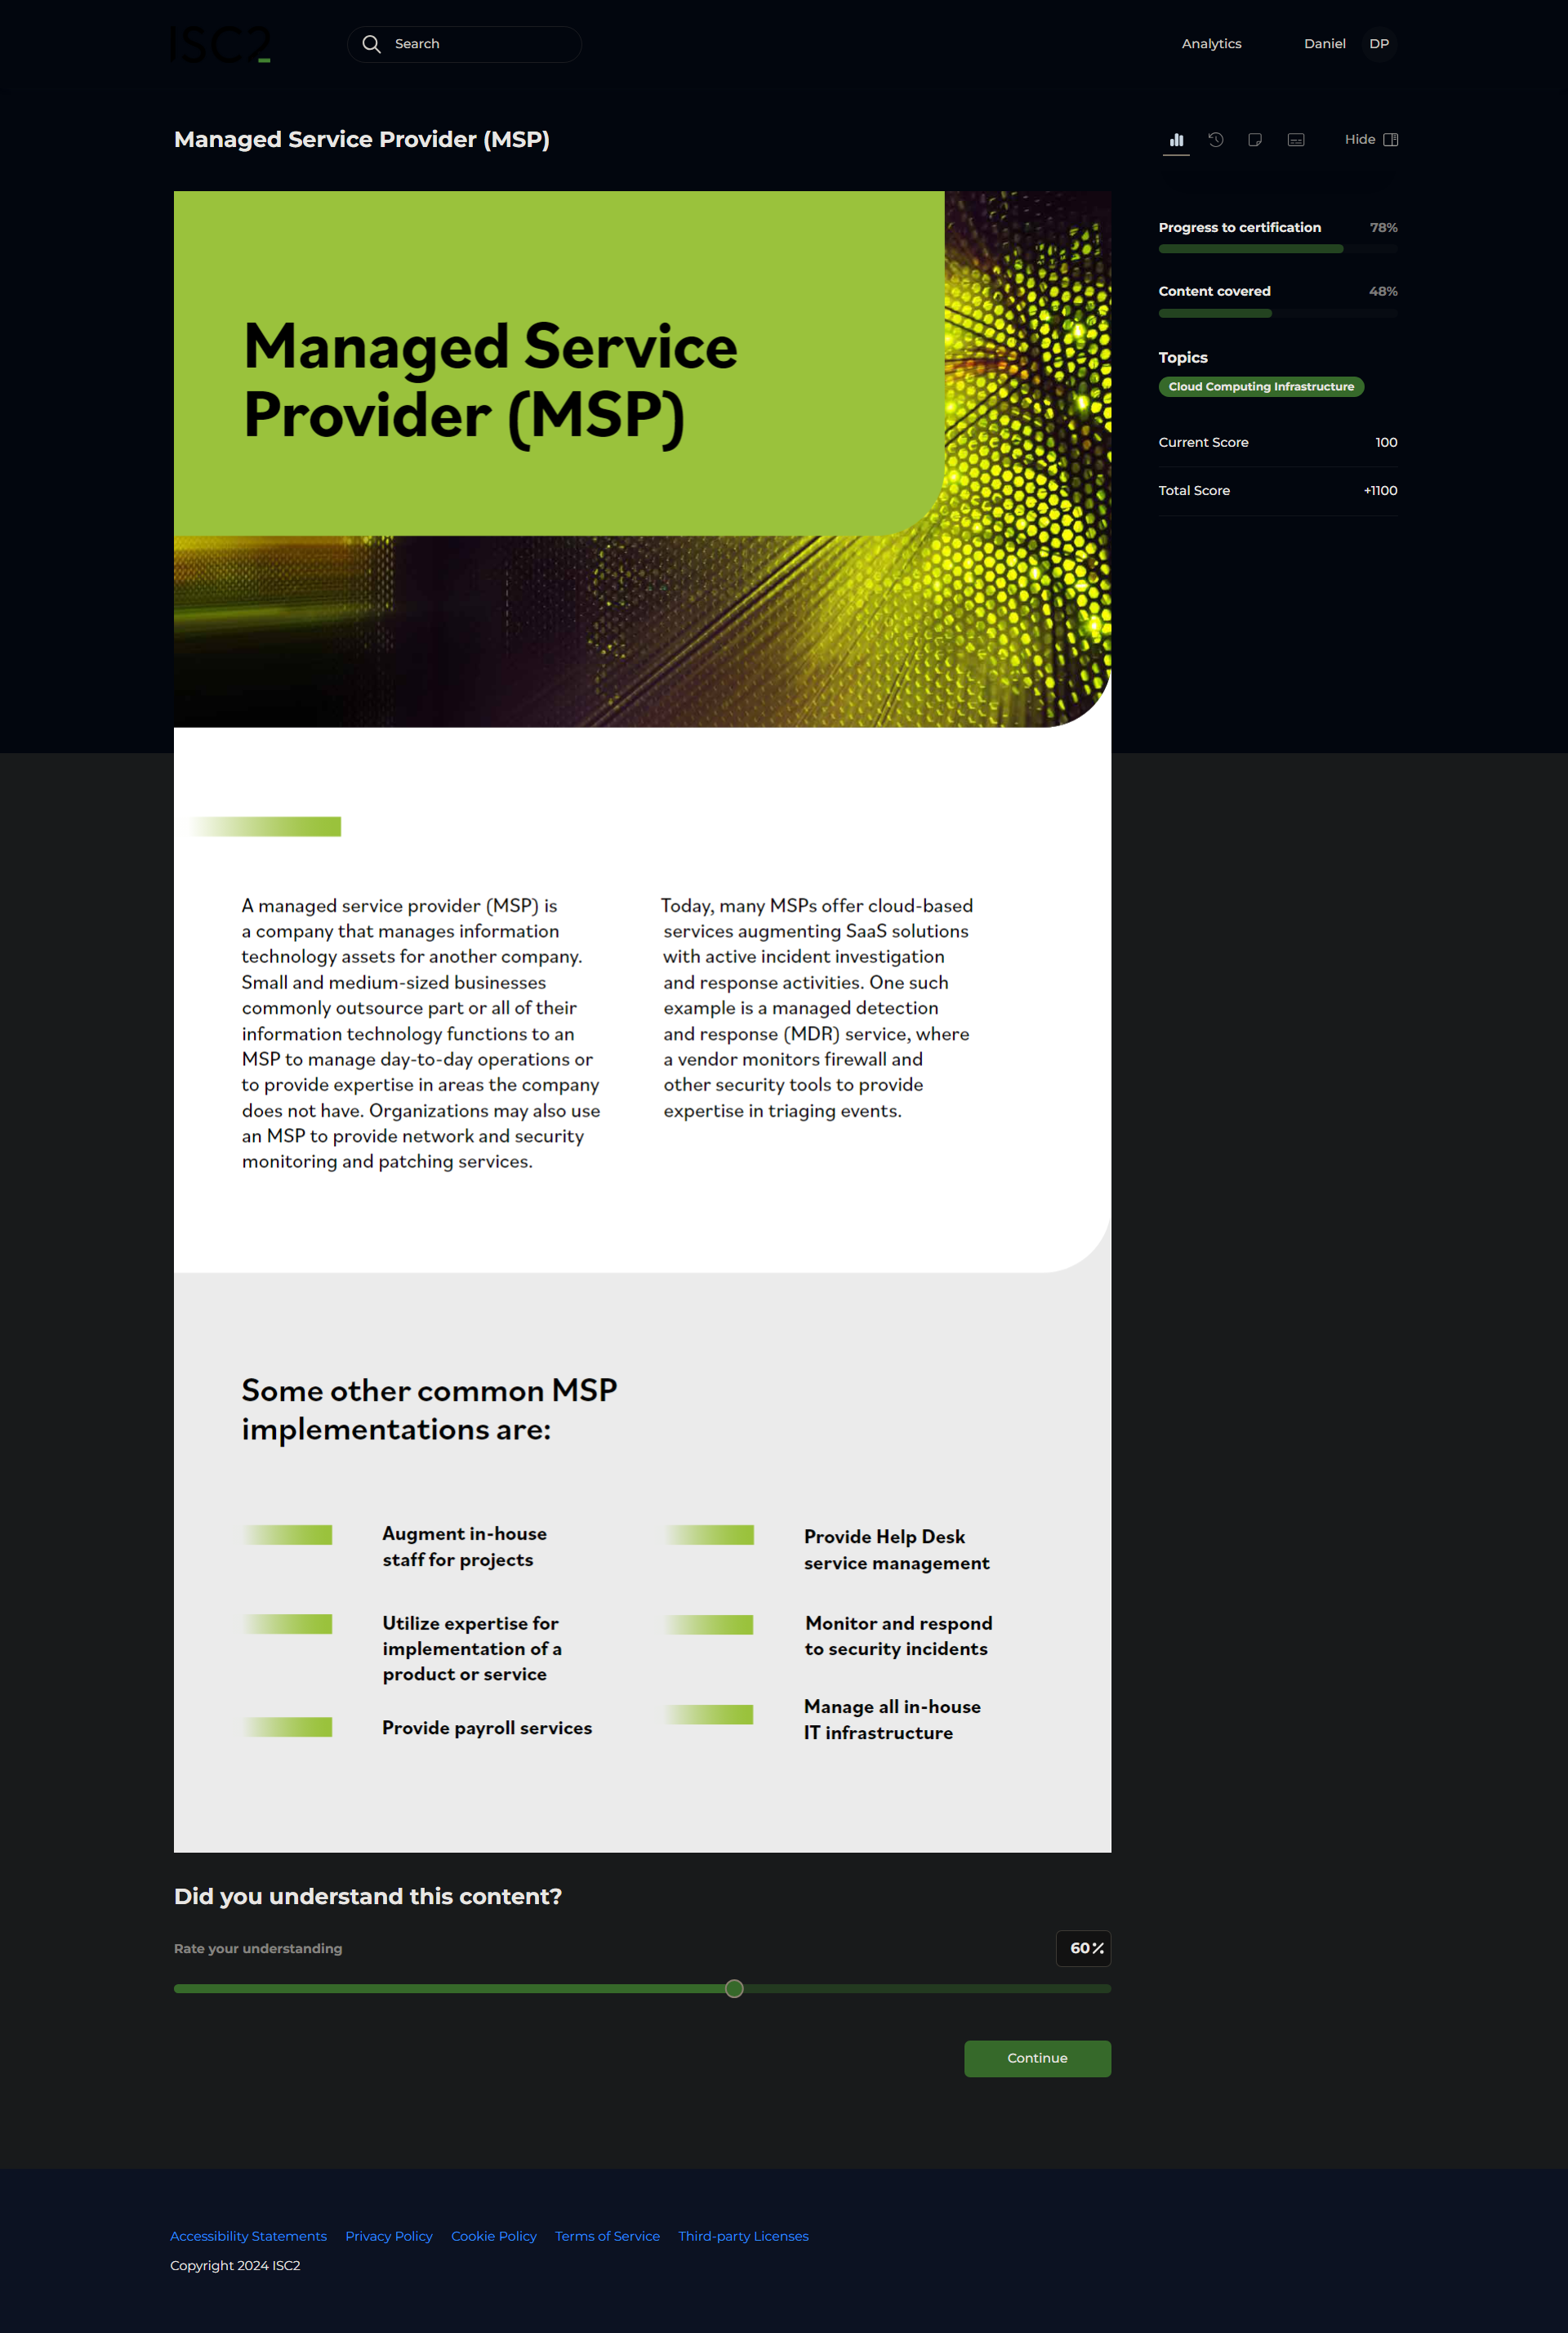 ISC2
Search
Analytics
Daniel
DP
Managed Service Provider (MSP)
Hide
Managed Service
Provider (MSP)
Progress to certification 78%
Content covered 48%
Topics
Cloud Computing Infrastructure
Current Score 100
Total Score +1100
A managed service provider (MSP) is
a company that manages information
technology assets for another company.
Small and medium-sized businesses
commonly outsource part or all of their
information technology functions to an
MSP to manage day-to-day operations or
to provide expertise in areas the company
does not have. Organizations may also use
an MSP to provide network and security
monitoring and patching services.
Today, many MSPs offer cloud-based
services augmenting SaaS solutions
with active incident investigation
and response activities. One such
example is a managed detection
and response (MDR) service, where
a vendor monitors firewall and
other security tools to provide
expertise in triaging events.
Some other common MSP
implementations are:
Augment in-house
staff for projects
Utilize expertise for
implementation of a
product or service
Provide payroll services
Provide Help Desk
service management
Monitor and respond
to security incidents
Manage all in-house
IT infrastructure
Did you understand this content?
Rate your understanding
60%
Continue
Accessibility Statements Privacy Policy Cookie Policy Terms of Service Third-party Licenses
Copyright 2024 ISC2